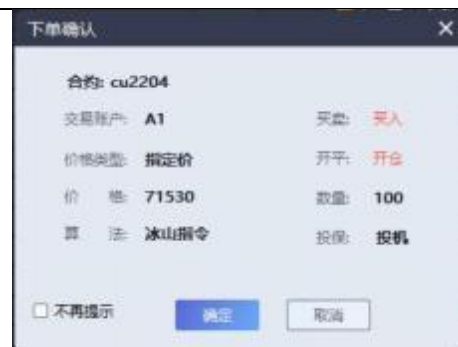 下单确认
合约: cu2204
交易账户: A1 买卖: 买入
价格类型: 指定价 开平: 开仓
价 格: 71530 数量: 100
算 法: 冰山指令 投保: 投机
不再提示 确定 取消